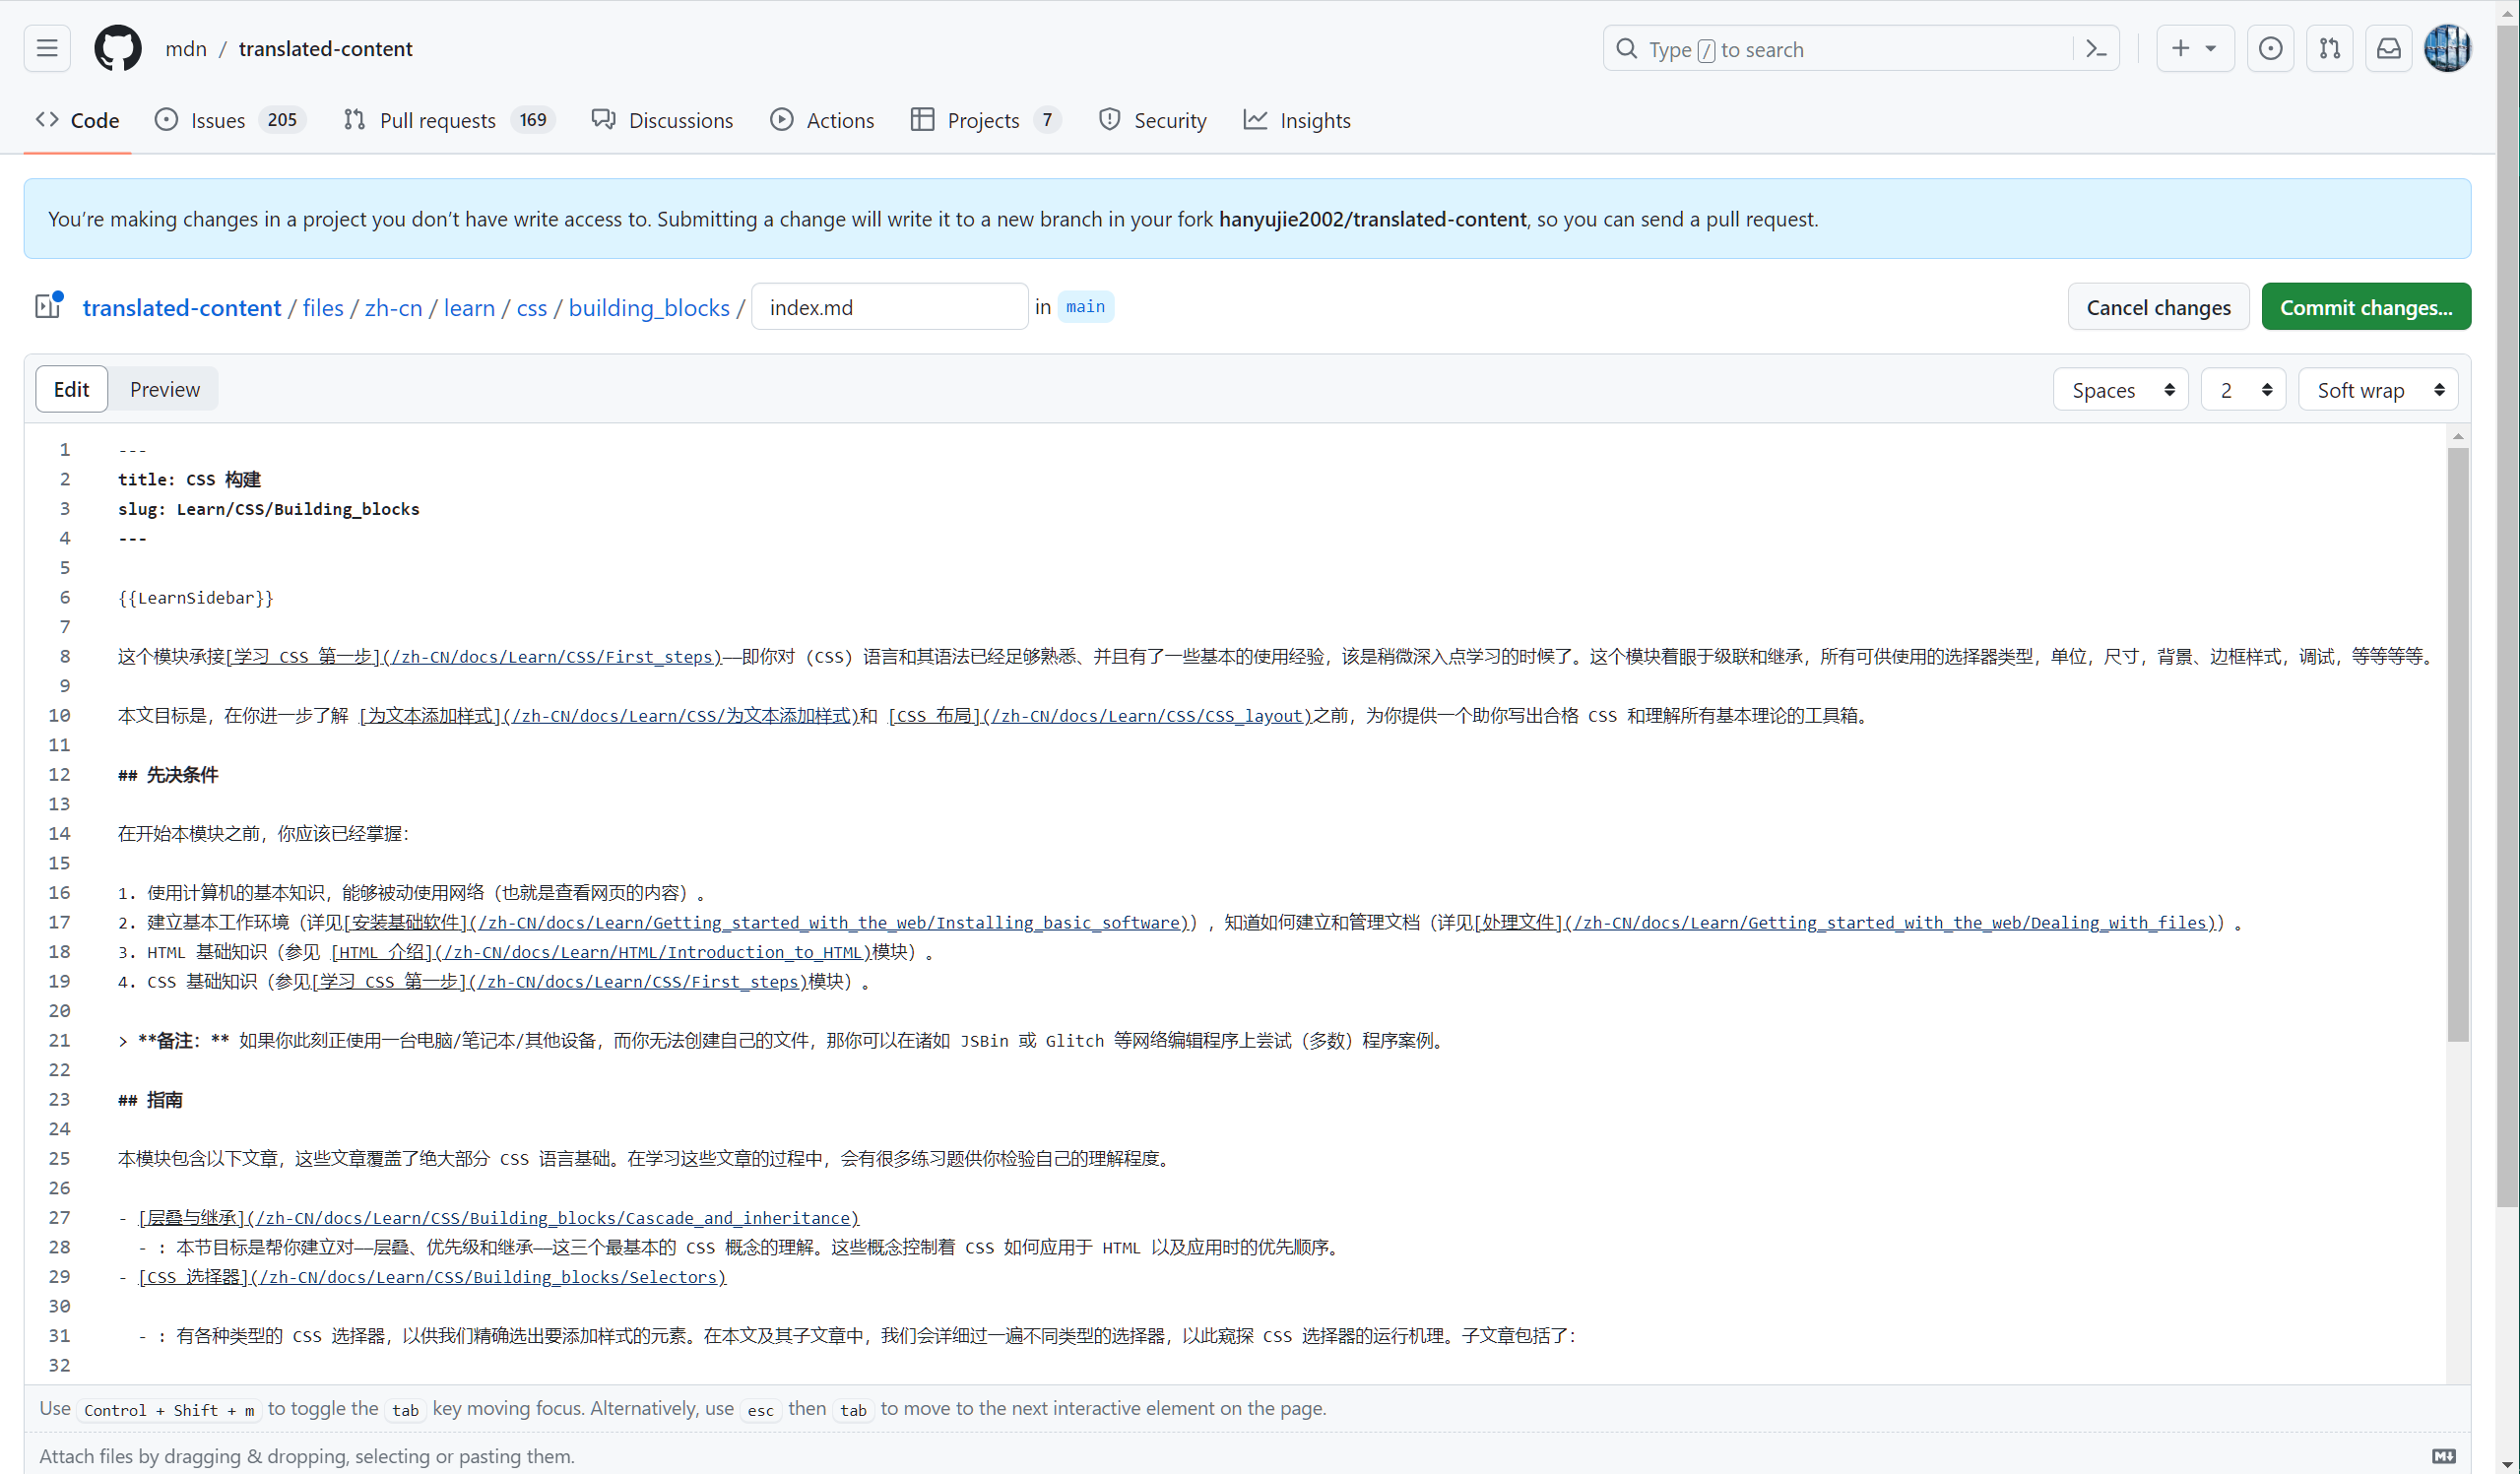 mdn / translated-content
Type / to search
Code
Issues 205
Pull requests 169
Discussions
Actions
Projects 7
Security
Insights
You’re making changes in a project you don’t have write access to. Submitting a change will write it to a new branch in your fork hanyujie2002/translated-content, so you can send a pull request.
translated-content / files / zh-cn / learn / css / building_blocks / index.md in main
Cancel changes
Commit changes...
Edit
Preview
Spaces
2
Soft wrap
1 ---
2 title: CSS 构建
3 slug: Learn/CSS/Building_blocks
4 ---
5
6 {{LearnSidebar}}
7
8 这个模块承接[学习 CSS 第一步](/zh-CN/docs/Learn/CSS/First_steps)——即你对 (CSS) 语言和其语法已经足够熟悉、并且有了一些基本的使用经验，该是稍微深入点学习的时候了。这个模块着眼于级联和继承，所有可供使用的选择器类型，单位，尺寸，背景、边框样式，调试，等等等等。
9
10 本文目标是，在你进一步了解 [为文本添加样式](/zh-CN/docs/Learn/CSS/为文本添加样式)和 [CSS 布局](/zh-CN/docs/Learn/CSS/CSS_layout)之前，为你提供一个助你写出合格 CSS 和理解所有基本理论的工具箱。
11
12 ## 先决条件
13
14 在开始本模块之前，你应该已经掌握：
15
16 1. 使用计算机的基本知识，能够被动使用网络（也就是查看网页的内容）。
17 2. 建立基本工作环境（详见[安装基础软件](/zh-CN/docs/Learn/Getting_started_with_the_web/Installing_basic_software)），知道如何建立和管理文档（详见[处理文件](/zh-CN/docs/Learn/Getting_started_with_the_web/Dealing_with_files)）。
18 3. HTML 基础知识（参见 [HTML 介绍](/zh-CN/docs/Learn/HTML/Introduction_to_HTML)模块）。
19 4. CSS 基础知识（参见[学习 CSS 第一步](/zh-CN/docs/Learn/CSS/First_steps)模块）。
20
21 > **备注：** 如果你此刻正使用一台电脑/笔记本/其他设备，而你无法创建自己的文件，那你可以在诸如 JSBin 或 Glitch 等网络编辑程序上尝试（多数）程序案例。
22
23 ## 指南
24
25 本模块包含以下文章，这些文章覆盖了绝大部分 CSS 语言基础。在学习这些文章的过程中，会有很多练习题供你检验自己的理解程度。
26
27 - [层叠与继承](/zh-CN/docs/Learn/CSS/Building_blocks/Cascade_and_inheritance)
28 - : 本节目标是帮你建立对——层叠、优先级和继承——这三个最基本的 CSS 概念的理解。这些概念控制着 CSS 如何应用于 HTML 以及应用时的优先顺序。
29 - [CSS 选择器](/zh-CN/docs/Learn/CSS/Building_blocks/Selectors)
30
31 - : 有各种类型的 CSS 选择器，以供我们精确选出要添加样式的元素。在本文及其子文章中，我们会详细过一遍不同类型的选择器，以此窥探 CSS 选择器的运行机理。子文章包括了：
32
Use Control + Shift + m to toggle the tab key moving focus. Alternatively, use esc then tab to move to the next interactive element on the page.
Attach files by dragging & dropping, selecting or pasting them.